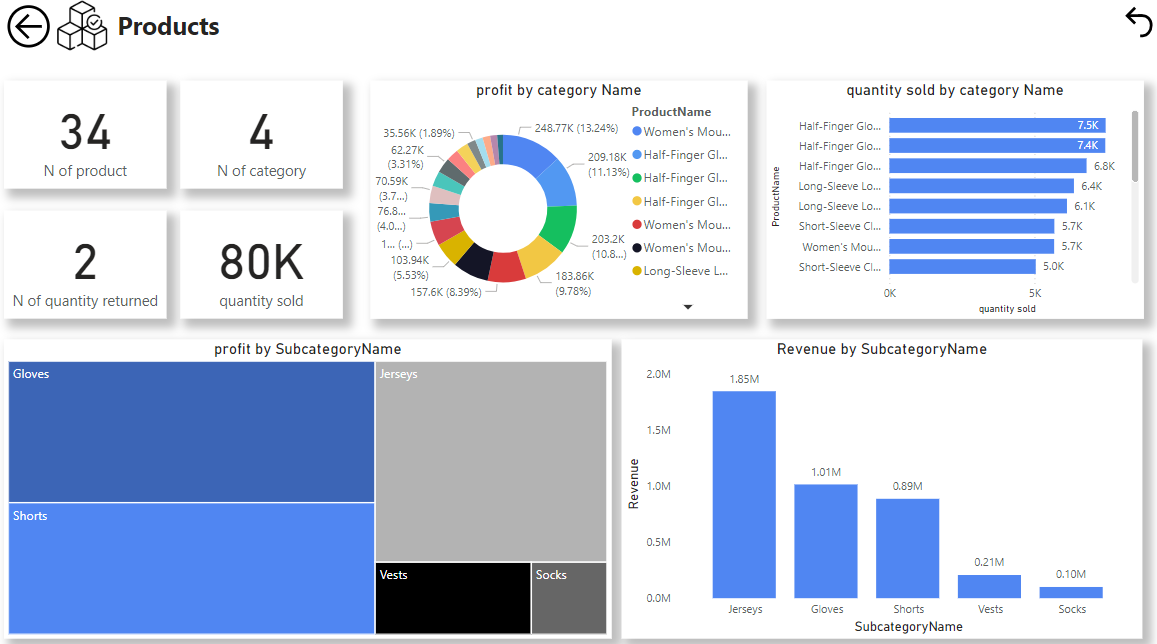 Products
34
N of product
4
N of category
2
N of quantity returned
80K
quantity sold
profit by category Name
ProductName
Women's Mou...
Half-Finger Gl...
Half-Finger Gl...
Half-Finger Gl...
Women's Mou...
Women's Mou...
Long-Sleeve L...
248.77K (13.24%)
209.18K
(11.13%)
203.2K
(10.8...)
183.86K
(9.78%)
157.6K (8.39%)
103.94K
(5.53%)
1... (...)
76.8...
(4.0...)
70.59K
(3.7...)
62.27K
(3.31%)
35.56K (1.89%)
quantity sold by category Name
ProductName
Half-Finger Glo...
7.5K
Half-Finger Glo...
7.4K
Half-Finger Glo...
6.8K
Long-Sleeve Lo...
6.4K
Long-Sleeve Lo...
6.1K
Short-Sleeve Cl...
5.7K
Women's Mou...
5.7K
Short-Sleeve Cl...
5.0K
0K
5K
quantity sold
profit by SubcategoryName
Gloves
Jerseys
Shorts
Vests
Socks
Revenue by SubcategoryName
Revenue
2.0M
1.5M
1.0M
0.5M
0.0M
1.85M
1.01M
0.89M
0.21M
0.10M
Jerseys
Gloves
Shorts
Vests
Socks
SubcategoryName